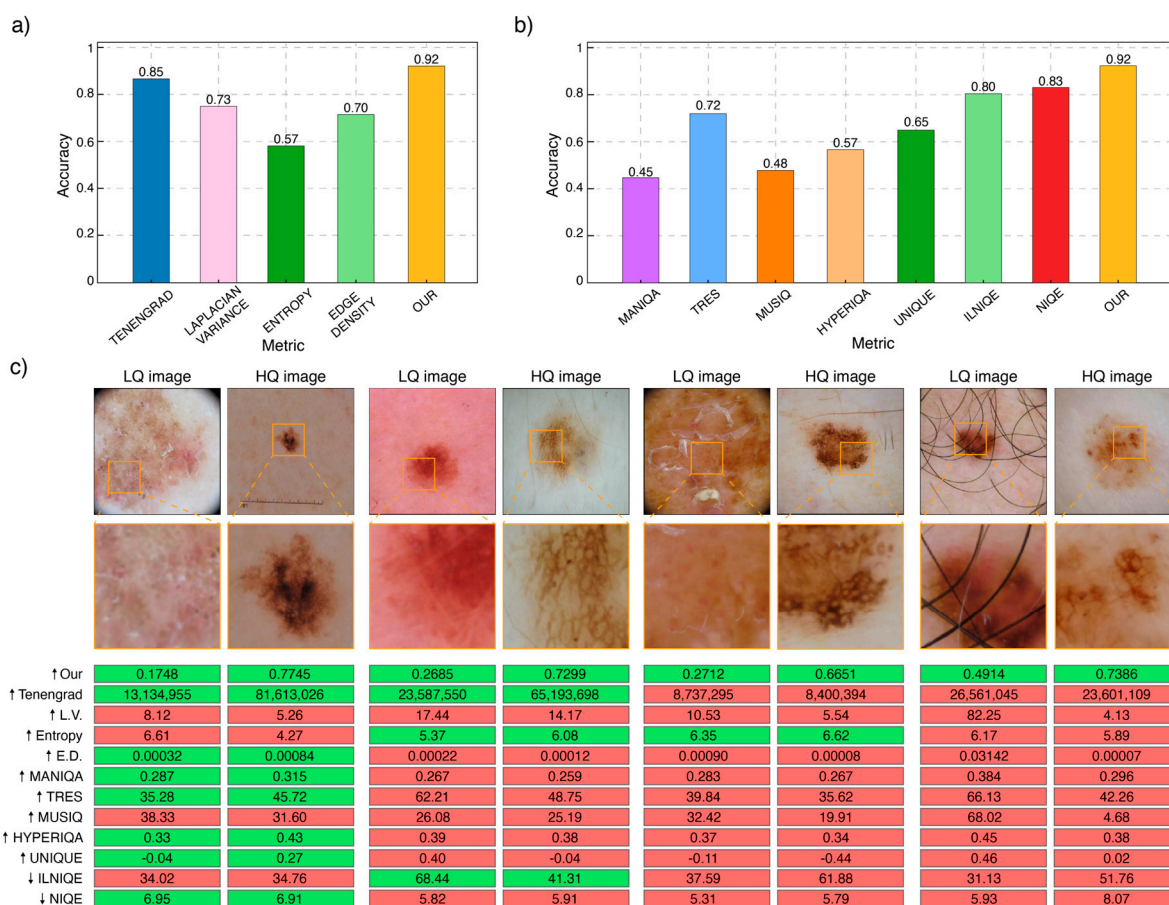 a)
b)
Accuracy
1
0.8
0.6
0.4
0.2
0
0.85
0.73
0.57
0.70
0.92
TENENGRAD
LAPLACIAN
VARIANCE
ENTROPY
EDGE
DENSITY
OUR
Metric
Accuracy
1
0.8
0.6
0.4
0.2
0
0.45
0.72
0.48
0.57
0.65
0.80
0.83
0.92
MANIQA
TRES
MUSIQ
HYPERIQA
UNIQUE
ILNIQE
NIQE
OUR
Metric
c)
LQ image HQ image LQ image HQ image LQ image HQ image LQ image HQ image
↑ Our 0.1748 0.7745 0.2685 0.7299 0.2712 0.6651 0.4914 0.7386
↑ Tenengrad 13,134,955 81,613,026 23,587,550 65,193,698 8,737,295 8,400,394 26,561,045 23,601,109
↑ L.V. 8.12 5.26 17.44 14.17 10.53 5.54 82.25 4.13
↑ Entropy 6.61 4.27 5.37 6.08 6.35 6.62 6.17 5.89
↑ E.D. 0.00032 0.00084 0.00022 0.00012 0.00090 0.00008 0.03142 0.00007
↑ MANIQA 0.287 0.315 0.267 0.259 0.283 0.267 0.384 0.296
↑ TRES 35.28 45.72 62.21 48.75 39.84 35.62 66.13 42.26
↑ MUSIQ 38.33 31.60 26.08 25.19 32.42 19.91 68.02 4.68
↑ HYPERIQA 0.33 0.43 0.39 0.38 0.37 0.34 0.45 0.38
↑ UNIQUE -0.04 0.27 0.40 -0.04 -0.11 -0.44 0.46 0.02
↓ ILNIQE 34.02 34.76 68.44 41.31 37.59 61.88 31.13 51.76
↓ NIQE 6.95 6.91 5.82 5.91 5.31 5.79 5.93 8.07